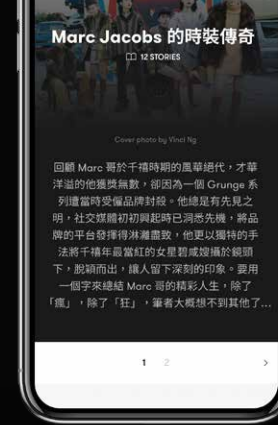 Marc Jacobs 的時裝傳奇
12 STORIES
Cover photo by Vinci Ng
回顧 Marc 哥於千禧時期的風華絕代，才華
洋溢的他獲獎無數，卻因為一個 Grunge 系
列遭當時受僱品牌封殺。他總是有先見之
明，社交媒體初初興起時已洞悉先機，將品
牌的平台發揮得淋漓盡致，他更以獨特的手
法將千禧年最當紅的女星碧咸嫂攝於鏡頭
下，脫穎而出，讓人留下深刻的印象。要用
一個字來總結 Marc 哥的精彩人生，除了
「瘋」，除了「狂」，筆者大概想不到其他了...
1 2 >